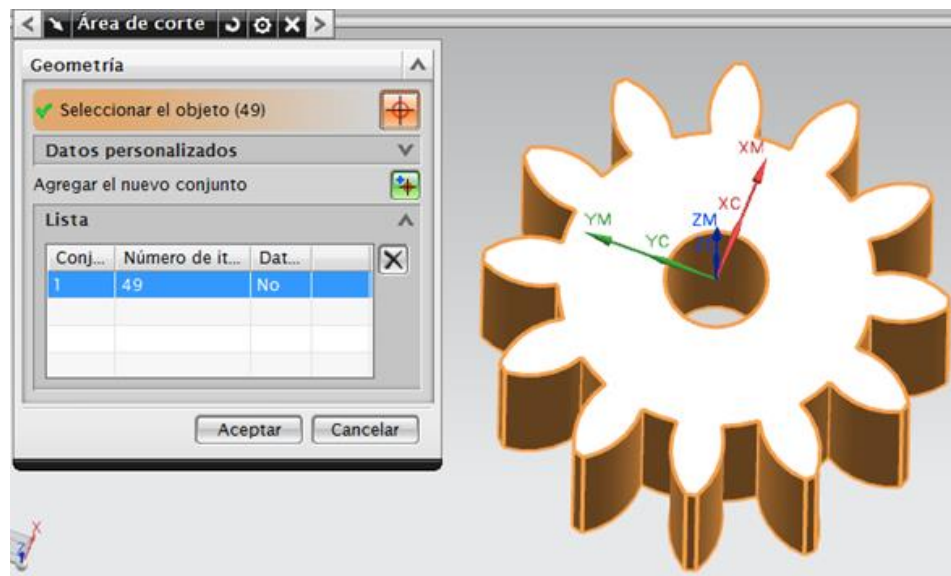 Área de corte
Geometría
Seleccionar el objeto (49)
Datos personalizados
Agregar el nuevo conjunto
Lista
Conj... Número de it... Dat...
1 49 No
Aceptar Cancelar
XM
XC
YM
YC
ZM
X
Z